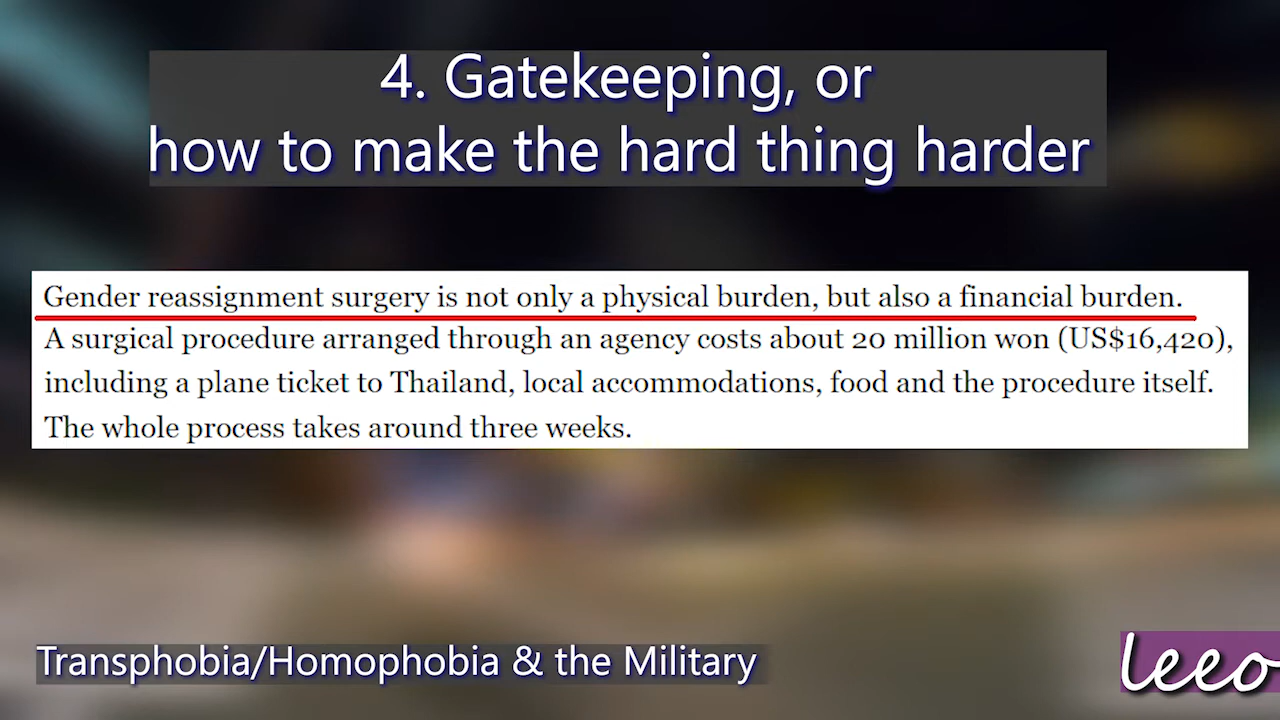 4. Gatekeeping, or
how to make the hard thing harder
Gender reassignment surgery is not only a physical burden, but also a financial burden.
A surgical procedure arranged through an agency costs about 20 million won (US$16,420),
including a plane ticket to Thailand, local accommodations, food and the procedure itself.
The whole process takes around three weeks.
Transphobia/Homophobia & the Military
leeo